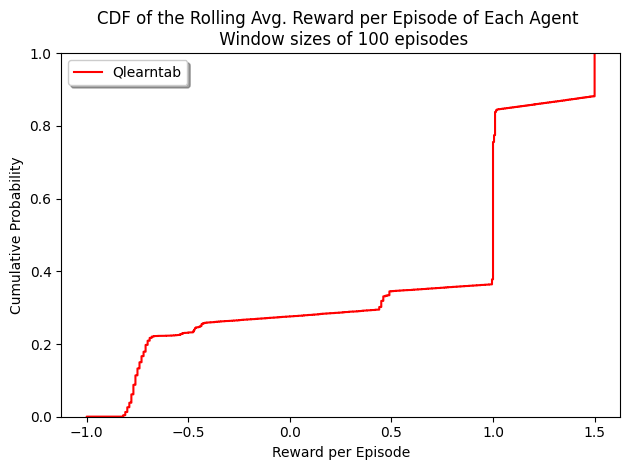 CDF of the Rolling Avg. Reward per Episode of Each Agent
Window sizes of 100 episodes
Qlearntab
Cumulative Probability
1.0
0.8
0.6
0.4
0.2
0.0
−1.0 −0.5 0.0 0.5 1.0 1.5
Reward per Episode